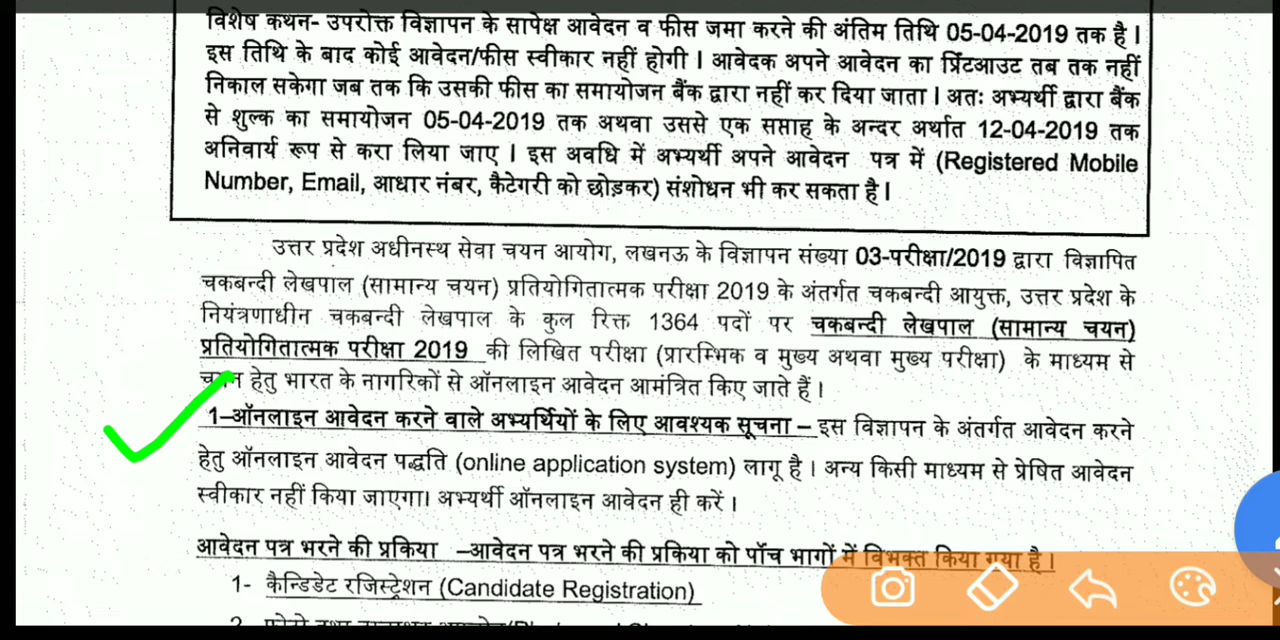 विशेष कथन- उपरोक्त विज्ञापन के सापेक्ष आवेदन व फीस जमा करने की अंतिम तिथि 05-04-2019 तक है।
इस तिथि के बाद कोई आवेदन/फीस स्वीकार नहीं होगी। आवेदक अपने आवेदन का प्रिंटआउट तब तक नहीं
निकाल सकेगा जब तक कि उसकी फीस का समायोजन बैंक द्वारा नहीं कर दिया जाता। अतः अभ्यर्थी द्वारा बैंक
से शुल्क का समायोजन 05-04-2019 तक अथवा उससे एक सप्ताह के अन्दर अर्थात 12-04-2019 तक
अनिवार्य रूप से करा लिया जाए। इस अवधि में अभ्यर्थी अपने आवेदन पत्र में (Registered Mobile
Number, Email, आधार नंबर, कैटेगरी को छोड़कर) संशोधन भी कर सकता है।
उत्तर प्रदेश अधीनस्थ सेवा चयन आयोग, लखनऊ के विज्ञापन संख्या 03-परीक्षा/2019 द्वारा विज्ञापित
चकबन्दी लेखपाल (सामान्य चयन) प्रतियोगितात्मक परीक्षा 2019 के अंतर्गत चकबन्दी आयुक्त, उत्तर प्रदेश के
नियंत्रणाधीन चकबन्दी लेखपाल के कुल रिक्त 1364 पदों पर चकबन्दी लेखपाल (सामान्य चयन)
प्रतियोगितात्मक परीक्षा 2019 की लिखित परीक्षा (प्रारम्भिक व मुख्य अथवा मुख्य परीक्षा) के माध्यम से
चयन हेतु भारत के नागरिकों से ऑनलाइन आवेदन आमंत्रित किए जाते हैं।
1–ऑनलाइन आवेदन करने वाले अभ्यर्थियों के लिए आवश्यक सूचना – इस विज्ञापन के अंतर्गत आवेदन करने
हेतु ऑनलाइन आवेदन पद्धति (online application system) लागू है। अन्य किसी माध्यम से प्रेषित आवेदन
स्वीकार नहीं किया जाएगा। अभ्यर्थी ऑनलाइन आवेदन ही करें।
आवेदन पत्र भरने की प्रकिया –आवेदन पत्र भरने की प्रकिया को पाँच भागों में विभक्त किया गया है।
1- कैन्डिडेट रजिस्ट्रेशन (Candidate Registration)